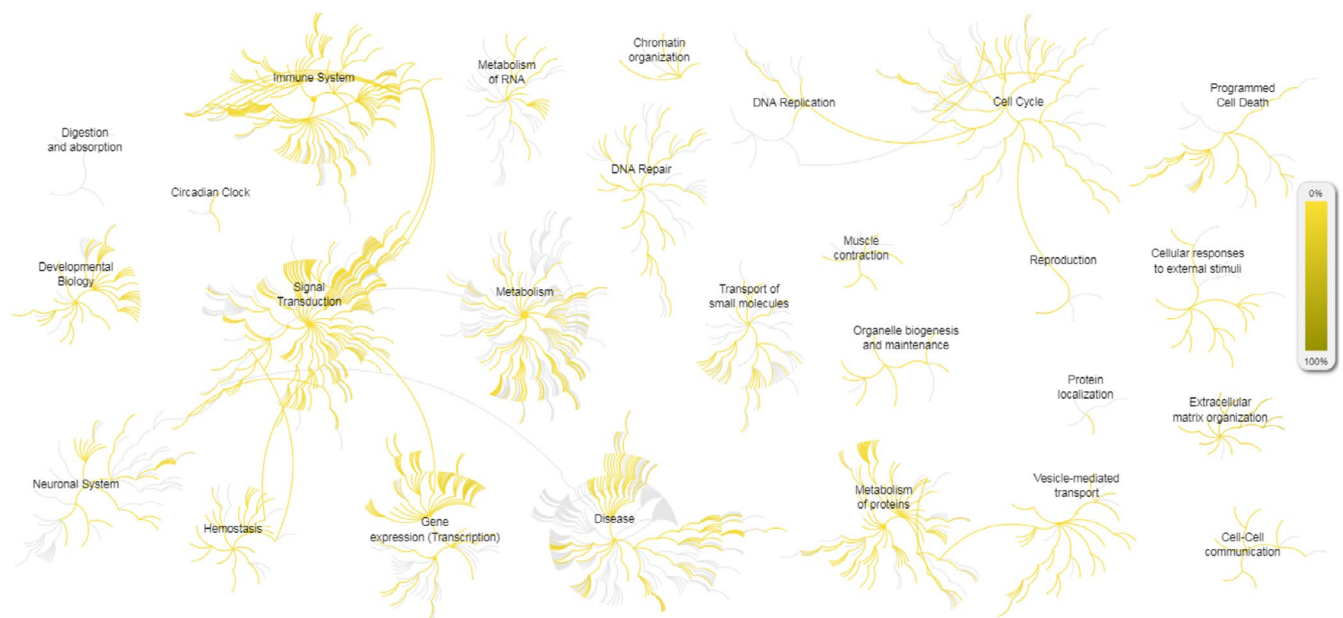 Immune System
Metabolism
of RNA
Chromatin
organization
DNA Replication
Cell Cycle
Programmed
Cell Death
Digestion
and absorption
Circadian Clock
DNA Repair
0%
100%
Developmental
Biology
Signal
Transduction
Metabolism
Transport of
small molecules
Muscle
contraction
Reproduction
Cellular responses
to external stimuli
Organelle biogenesis
and maintenance
Protein
localization
Extracellular
matrix organization
Neuronal System
Hemostasis
Gene
expression (Transcription)
Disease
Metabolism
of proteins
Vesicle-mediated
transport
Cell-Cell
communication